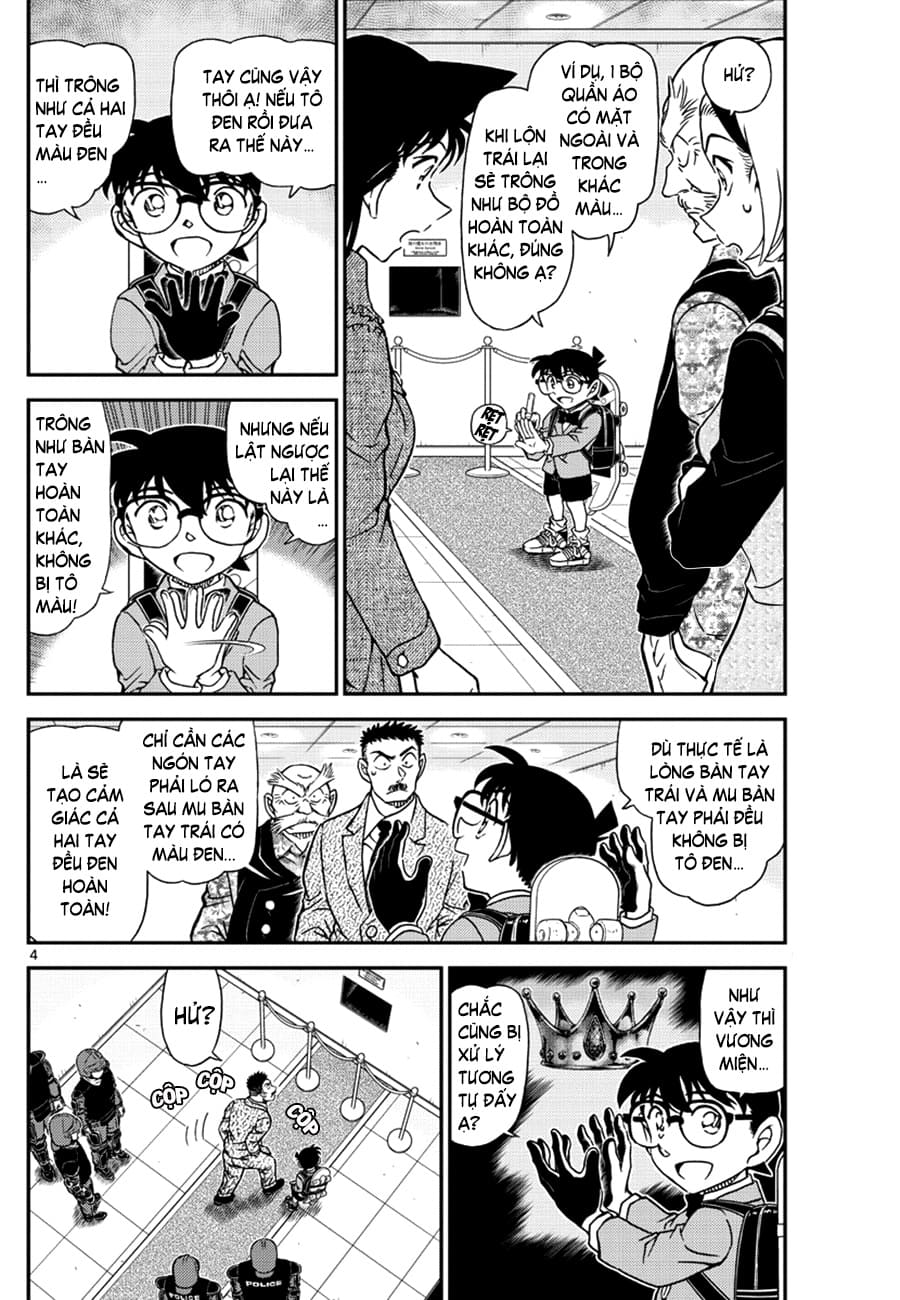 HỬ?
VÍ DỤ, 1 BỘ
QUẦN ÁO
CÓ MẶT
NGOÀI VÀ
TRONG
KHÁC
MÀU...
KHI LỘN
TRÁI LẠI
SẼ TRÔNG
NHƯ BỘ ĐỒ
HOÀN TOÀN
KHÁC, ĐÚNG
KHÔNG Ạ?
RẸT
RẸT
TAY CŨNG VẬY
THÔI Ạ! NẾU TÔ
ĐEN RỒI ĐƯA
RA THẾ NÀY...
THÌ TRÔNG
NHƯ CẢ HAI
TAY ĐỀU
MÀU ĐEN
...
NHƯNG NẾU
LẬT NGƯỢC
LẠI THẾ
NÀY LÀ
...
TRÔNG
NHƯ BÀN
TAY
HOÀN
TOÀN
KHÁC,
KHÔNG
BỊ TÔ
MÀU!
DÙ THỰC TẾ LÀ
LÒNG BÀN TAY
TRÁI VÀ MU BÀN
TAY PHẢI ĐỀU
KHÔNG BỊ
TÔ ĐEN...
CHỈ CẦN CÁC
NGÓN TAY
PHẢI LÓ RA
SAU MU BÀN
TAY TRÁI CÓ
MÀU ĐEN...
LÀ SẼ
TẠO CẢM
GIÁC CẢ
HAI TAY
ĐỀU ĐEN
HOÀN
TOÀN!
4
NHƯ
VẬY THÌ
VƯƠNG
MIỆN...
CHẮC
CŨNG BỊ
XỬ LÝ
TƯƠNG
TỰ ĐẤY
Ạ?
HỬ?
CỘP
CỘP
CỘP
POLICE
POLICE